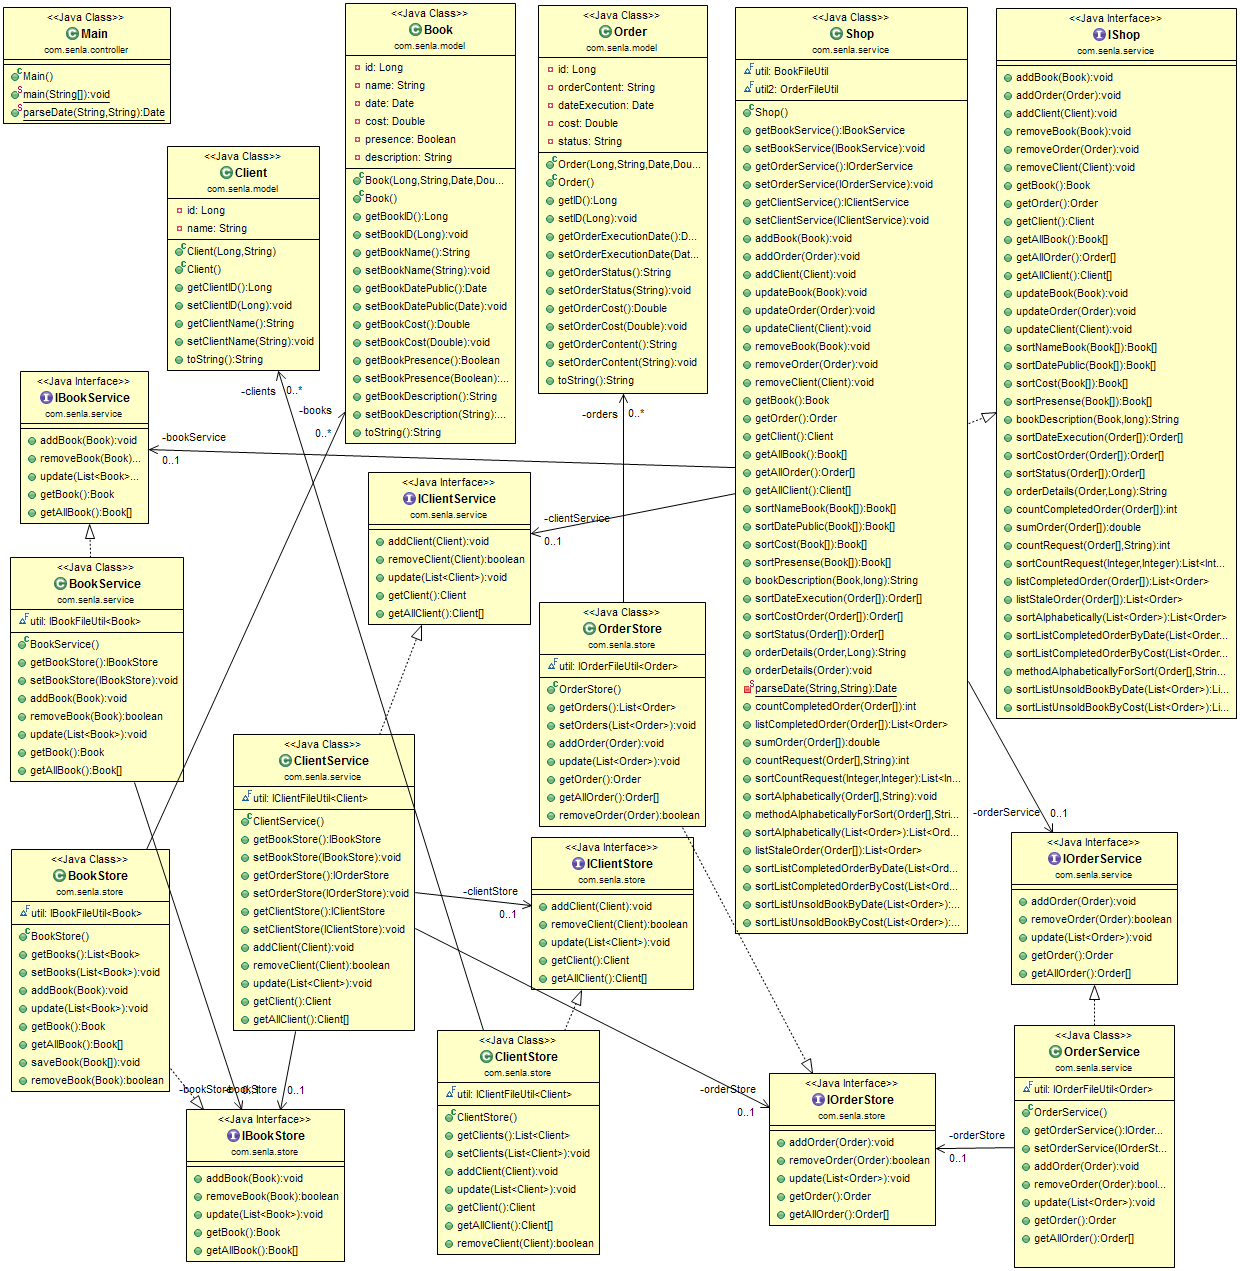 <<Java Class>>
Main
com.senla.controller
Main()
main(String[]):void
parseDate(String,String):Date
<<Java Class>>
Book
com.senla.model
id: Long
name: String
date: Date
cost: Double
presence: Boolean
description: String
Book(Long,String,Date,Dou...
Book()
getBookID():Long
setBookID(Long):void
getBookName():String
setBookName(String):void
getBookDatePublic():Date
setBookDatePublic(Date):void
getBookCost():Double
setBookCost(Double):void
getBookPresence():Boolean
setBookPresence(Boolean):...
getBookDescription():String
setBookDescription(String):...
toString():String
<<Java Class>>
Order
com.senla.model
id: Long
orderContent: String
dateExecution: Date
cost: Double
status: String
Order(Long,String,Date,Dou...
Order()
getID():Long
setID(Long):void
getOrderExecutionDate():D...
setOrderExecutionDate(Dat...
getOrderStatus():String
setOrderStatus(String):void
getOrderCost():Double
setOrderCost(Double):void
getOrderContent():String
setOrderContent(String):void
toString():String
<<Java Class>>
Shop
com.senla.service
util: BookFileUtil
util2: OrderFileUtil
Shop()
getBookService():IBookService
setBookService(IBookService):void
getOrderService():IOrderService
setOrderService(IOrderService):void
getClientService():IClientService
setClientService(IClientService):void
addBook(Book):void
addOrder(Order):void
addClient(Client):void
updateBook(Book):void
updateOrder(Order):void
updateClient(Client):void
removeBook(Book):void
removeOrder(Order):void
removeClient(Client):void
getBook():Book
getOrder():Order
getClient():Client
getAllBook():Book[]
getAllOrder():Order[]
getAllClient():Client[]
sortNameBook(Book[]):Book[]
sortDatePublic(Book[]):Book[]
sortCost(Book[]):Book[]
sortPresense(Book[]):Book[]
bookDescription(Book,long):String
sortDateExecution(Order[]):Order[]
sortCostOrder(Order[]):Order[]
sortStatus(Order[]):Order[]
orderDetails(Order,Long):String
orderDetails(Order):void
parseDate(String,String):Date
countCompletedOrder(Order[]):int
listCompletedOrder(Order[]):List<Order>
sumOrder(Order[]):double
countRequest(Order[],String):int
sortCountRequest(Integer,Integer):List<In...
sortAlphabetically(Order[],String):void
methodAlphabeticallyForSort(Order[],Stri...
sortAlphabetically(List<Order>):List<Ord...
listStaleOrder(Order[]):List<Order>
sortListCompletedOrderByDate(List<Ord...
sortListCompletedOrderByCost(List<Ord...
sortListUnsoldBookByDate(List<Order>):...
sortListUnsoldBookByCost(List<Order>):...
<<Java Interface>>
IShop
com.senla.service
addBook(Book):void
addOrder(Order):void
addClient(Client):void
removeBook(Book):void
removeOrder(Order):void
removeClient(Client):void
getBook():Book
getOrder():Order
getClient():Client
getAllBook():Book[]
getAllOrder():Order[]
getAllClient():Client[]
updateBook(Book):void
updateOrder(Order):void
updateClient(Client):void
sortNameBook(Book[]):Book[]
sortDatePublic(Book[]):Book[]
sortCost(Book[]):Book[]
sortPresense(Book[]):Book[]
bookDescription(Book,long):String
sortDateExecution(Order[]):Order[]
sortCostOrder(Order[]):Order[]
sortStatus(Order[]):Order[]
orderDetails(Order,Long):String
countCompletedOrder(Order[]):int
sumOrder(Order[]):double
countRequest(Order[],String):int
sortCountRequest(Integer,Integer):List<Int...
listCompletedOrder(Order[]):List<Order>
listStaleOrder(Order[]):List<Order>
sortAlphabetically(List<Order>):List<Order>
sortListCompletedOrderByDate(List<Order...
sortListCompletedOrderByCost(List<Order...
methodAlphabeticallyForSort(Order[],Strin...
sortListUnsoldBookByDate(List<Order>):Li...
sortListUnsoldBookByCost(List<Order>):Li...
<<Java Class>>
Client
com.senla.model
id: Long
name: String
Client(Long,String)
Client()
getClientID():Long
setClientID(Long):void
getClientName():String
setClientName(String):void
toString():String
-clients
0..*
-books
0..*
-orders
0..*
-bookService
0..1
-clientService
0..1
<<Java Interface>>
IBookService
com.senla.service
addBook(Book):void
removeBook(Book)...
update(List<Book>...
getBook():Book
getAllBook():Book[]
<<Java Interface>>
IClientService
com.senla.service
addClient(Client):void
removeClient(Client):boolean
update(List<Client>):void
getClient():Client
getAllClient():Client[]
<<Java Class>>
BookService
com.senla.service
util: IBookFileUtil<Book>
BookService()
getBookStore():IBookStore
setBookStore(IBookStore):void
addBook(Book):void
removeBook(Book):boolean
update(List<Book>):void
getBook():Book
getAllBook():Book[]
<<Java Class>>
OrderStore
com.senla.store
util: IOrderFileUtil<Order>
OrderStore()
getOrders():List<Order>
setOrders(List<Order>):void
addOrder(Order):void
update(List<Order>):void
getOrder():Order
getAllOrder():Order[]
removeOrder(Order):boolean
<<Java Class>>
ClientService
com.senla.service
util: IClientFileUtil<Client>
ClientService()
getBookStore():IBookStore
setBookStore(IBookStore):void
getOrderStore():IOrderStore
setOrderStore(IOrderStore):void
getClientStore():IClientStore
setClientStore(IClientStore):void
addClient(Client):void
removeClient(Client):boolean
update(List<Client>):void
getClient():Client
getAllClient():Client[]
-orderService
0..1
<<Java Interface>>
IOrderService
com.senla.service
addOrder(Order):void
removeOrder(Order):boolean
update(List<Order>):void
getOrder():Order
getAllOrder():Order[]
<<Java Interface>>
IClientStore
com.senla.store
addClient(Client):void
removeClient(Client):boolean
update(List<Client>):void
getClient():Client
getAllClient():Client[]
-clientStore
0..1
<<Java Class>>
BookStore
com.senla.store
util: IBookFileUtil<Book>
BookStore()
getBooks():List<Book>
setBooks(List<Book>):void
addBook(Book):void
update(List<Book>):void
getBook():Book
getAllBook():Book[]
saveBook(Book[]):void
removeBook(Book):boolean
-bookStore
0..1
-bookStore
0..1
<<Java Interface>>
IBookStore
com.senla.store
addBook(Book):void
removeBook(Book):boolean
update(List<Book>):void
getBook():Book
getAllBook():Book[]
<<Java Class>>
ClientStore
com.senla.store
util: IClientFileUtil<Client>
ClientStore()
getClients():List<Client>
setClients(List<Client>):void
addClient(Client):void
update(List<Client>):void
getClient():Client
getAllClient():Client[]
removeClient(Client):boolean
-orderStore
0..1
<<Java Interface>>
IOrderStore
com.senla.store
addOrder(Order):void
removeOrder(Order):boolean
update(List<Order>):void
getOrder():Order
getAllOrder():Order[]
-orderStore
0..1
<<Java Class>>
OrderService
com.senla.service
util: IOrderFileUtil<Order>
OrderService()
getOrderService():IOrder...
setOrderService(IOrderSt...
addOrder(Order):void
removeOrder(Order):bool...
update(List<Order>):void
getOrder():Order
getAllOrder():Order[]